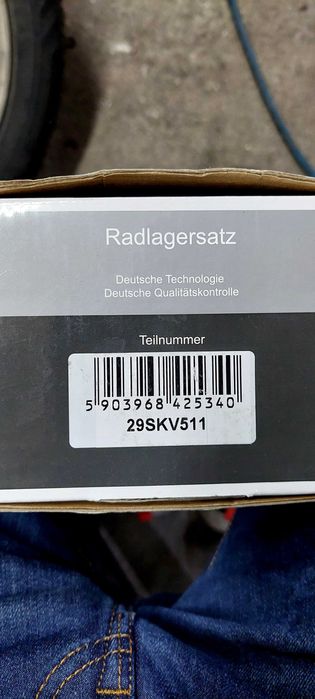 Radlagersatz
Deutsche Technologie
Deutsche Qualitätskontrolle
Teilnummer
5 903968 425340
29SKV511